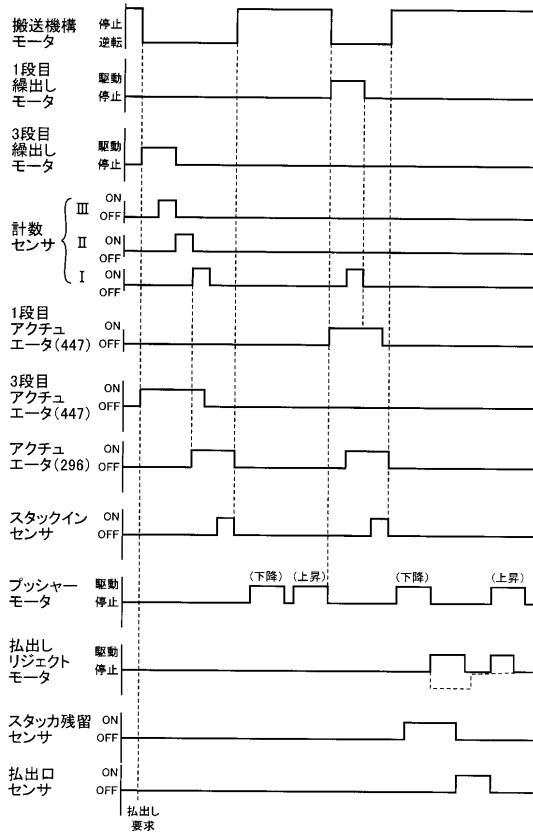 搬送機構
モータ
停止
逆転
1段目
繰出し
モータ
駆動
停止
3段目
繰出し
モータ
駆動
停止
計数
センサ
Ⅲ
ON
OFF
Ⅱ
ON
OFF
Ⅰ
ON
OFF
1段目
アクチュ
エータ(447)
ON
OFF
3段目
アクチュ
エータ(447)
ON
OFF
アクチュ
エータ(296)
ON
OFF
スタックイン
センサ
ON
OFF
プッシャー
モータ
駆動
停止
(下降)
(上昇)
(下降)
(上昇)
払出し
リジェクト
モータ
駆動
停止
スタッカ残留
センサ
ON
OFF
払出口
センサ
ON
OFF
払出し
要求